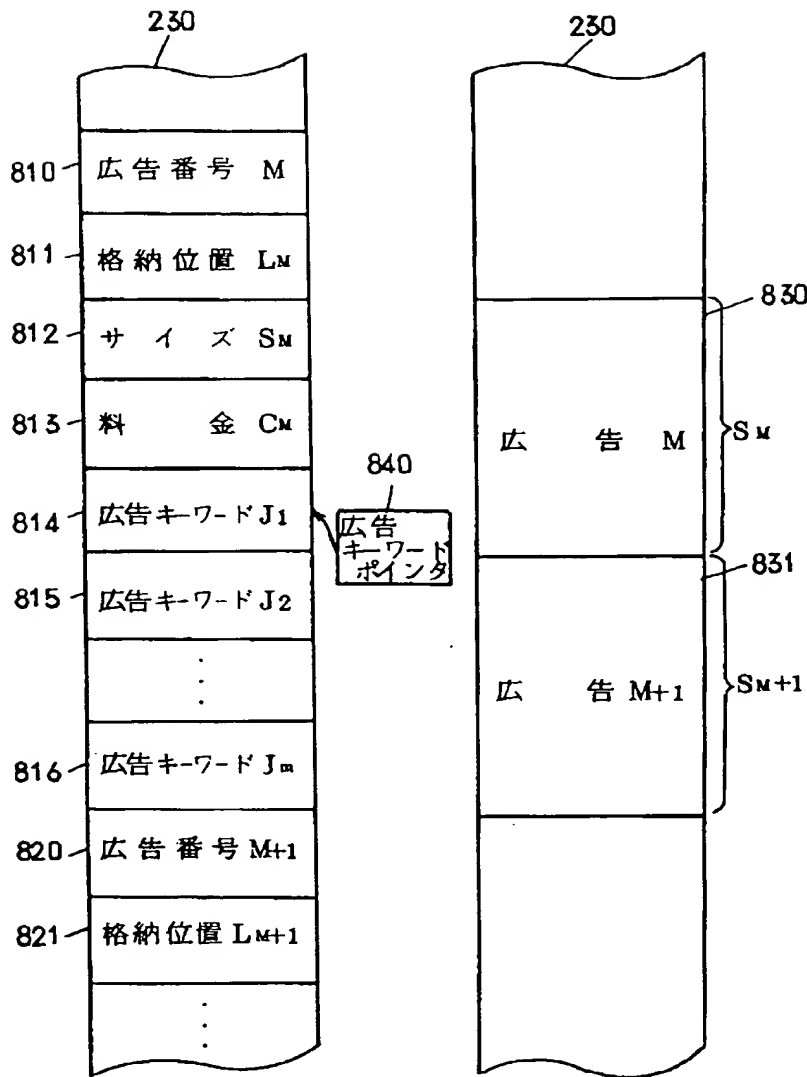 230
810 広告番号 M
811 格納位置 LM
812 サイズ SM
813 料金 CM
814 広告キーワード J1
815 広告キーワード J2
⋮
816 広告キーワード Jm
820 広告番号 M+1
821 格納位置 LM+1
⋮
840
広告
キーワード
ポインタ
230
830
広告 M
SM
831
広告 M+1
SM+1